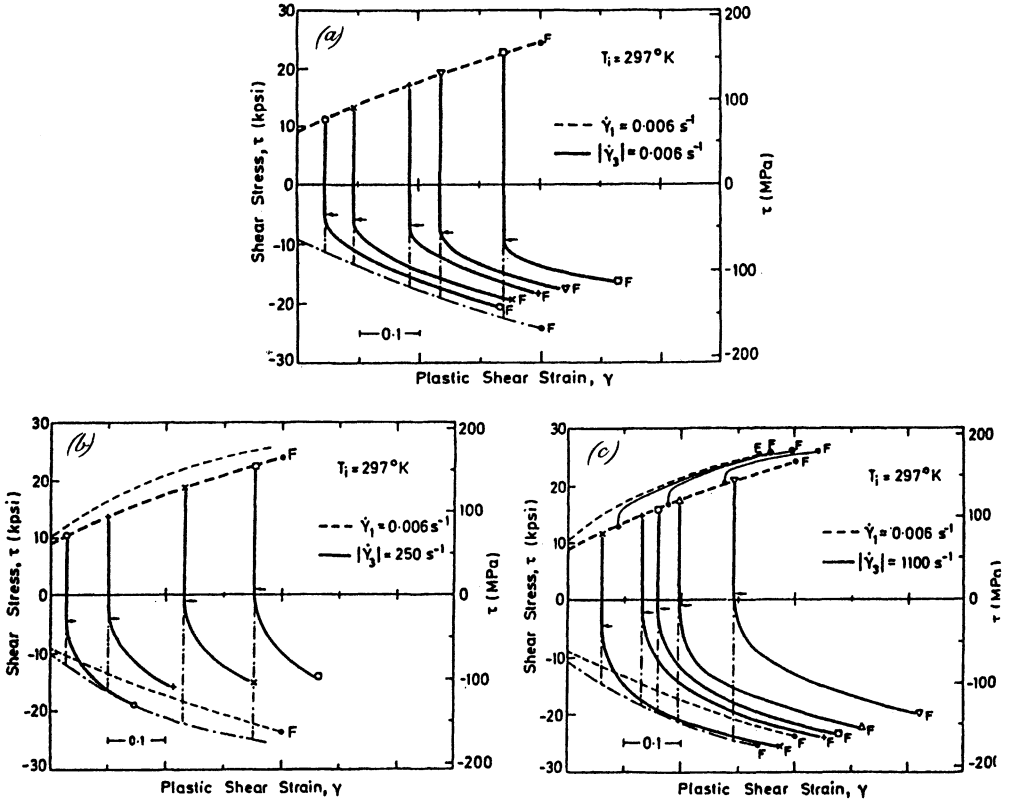 (a)
30
20
10
0
-10
-20
-30
Shear Stress, τ (kpsi)
200
100
0
-100
-200
τ (MPa)
Tᵢ = 297°K
γ̇₁ = 0·006 s⁻¹
|γ̇₃| = 0·006 s⁻¹
F
F
F
F
F
F
F
0·1
Plastic Shear Strain, γ
(b)
30
20
10
0
-10
-20
-30
Shear Stress, τ (kpsi)
200
100
0
-100
-200
τ (MPa)
Tᵢ = 297°K
γ̇₁ = 0·006 s⁻¹
|γ̇₃| = 250 s⁻¹
F
F
0·1
Plastic Shear Strain, γ
(c)
30
20
10
0
-10
-20
-30
Shear Stress, τ (kpsi)
200
100
0
-100
-200
τ (MPa)
Tᵢ = 297°K
γ̇₁ = 0·006 s⁻¹
|γ̇₃| = 1100 s⁻¹
F F F F
F
F
F
F F F
F
F
0·1
Plastic Shear Strain, γ